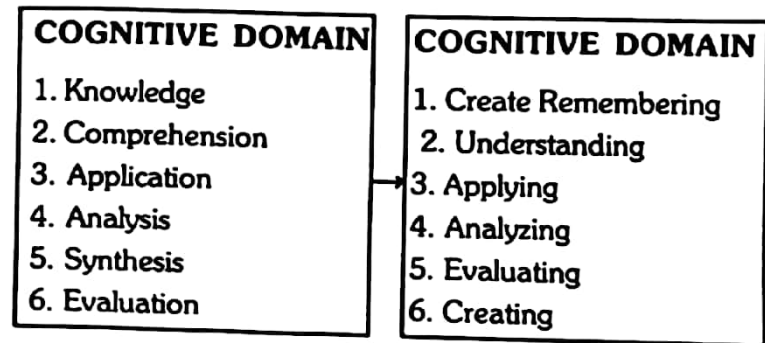 COGNITIVE DOMAIN
1. Knowledge
2. Comprehension
3. Application
4. Analysis
5. Synthesis
6. Evaluation
COGNITIVE DOMAIN
1. Create Remembering
2. Understanding
3. Applying
4. Analyzing
5. Evaluating
6. Creating